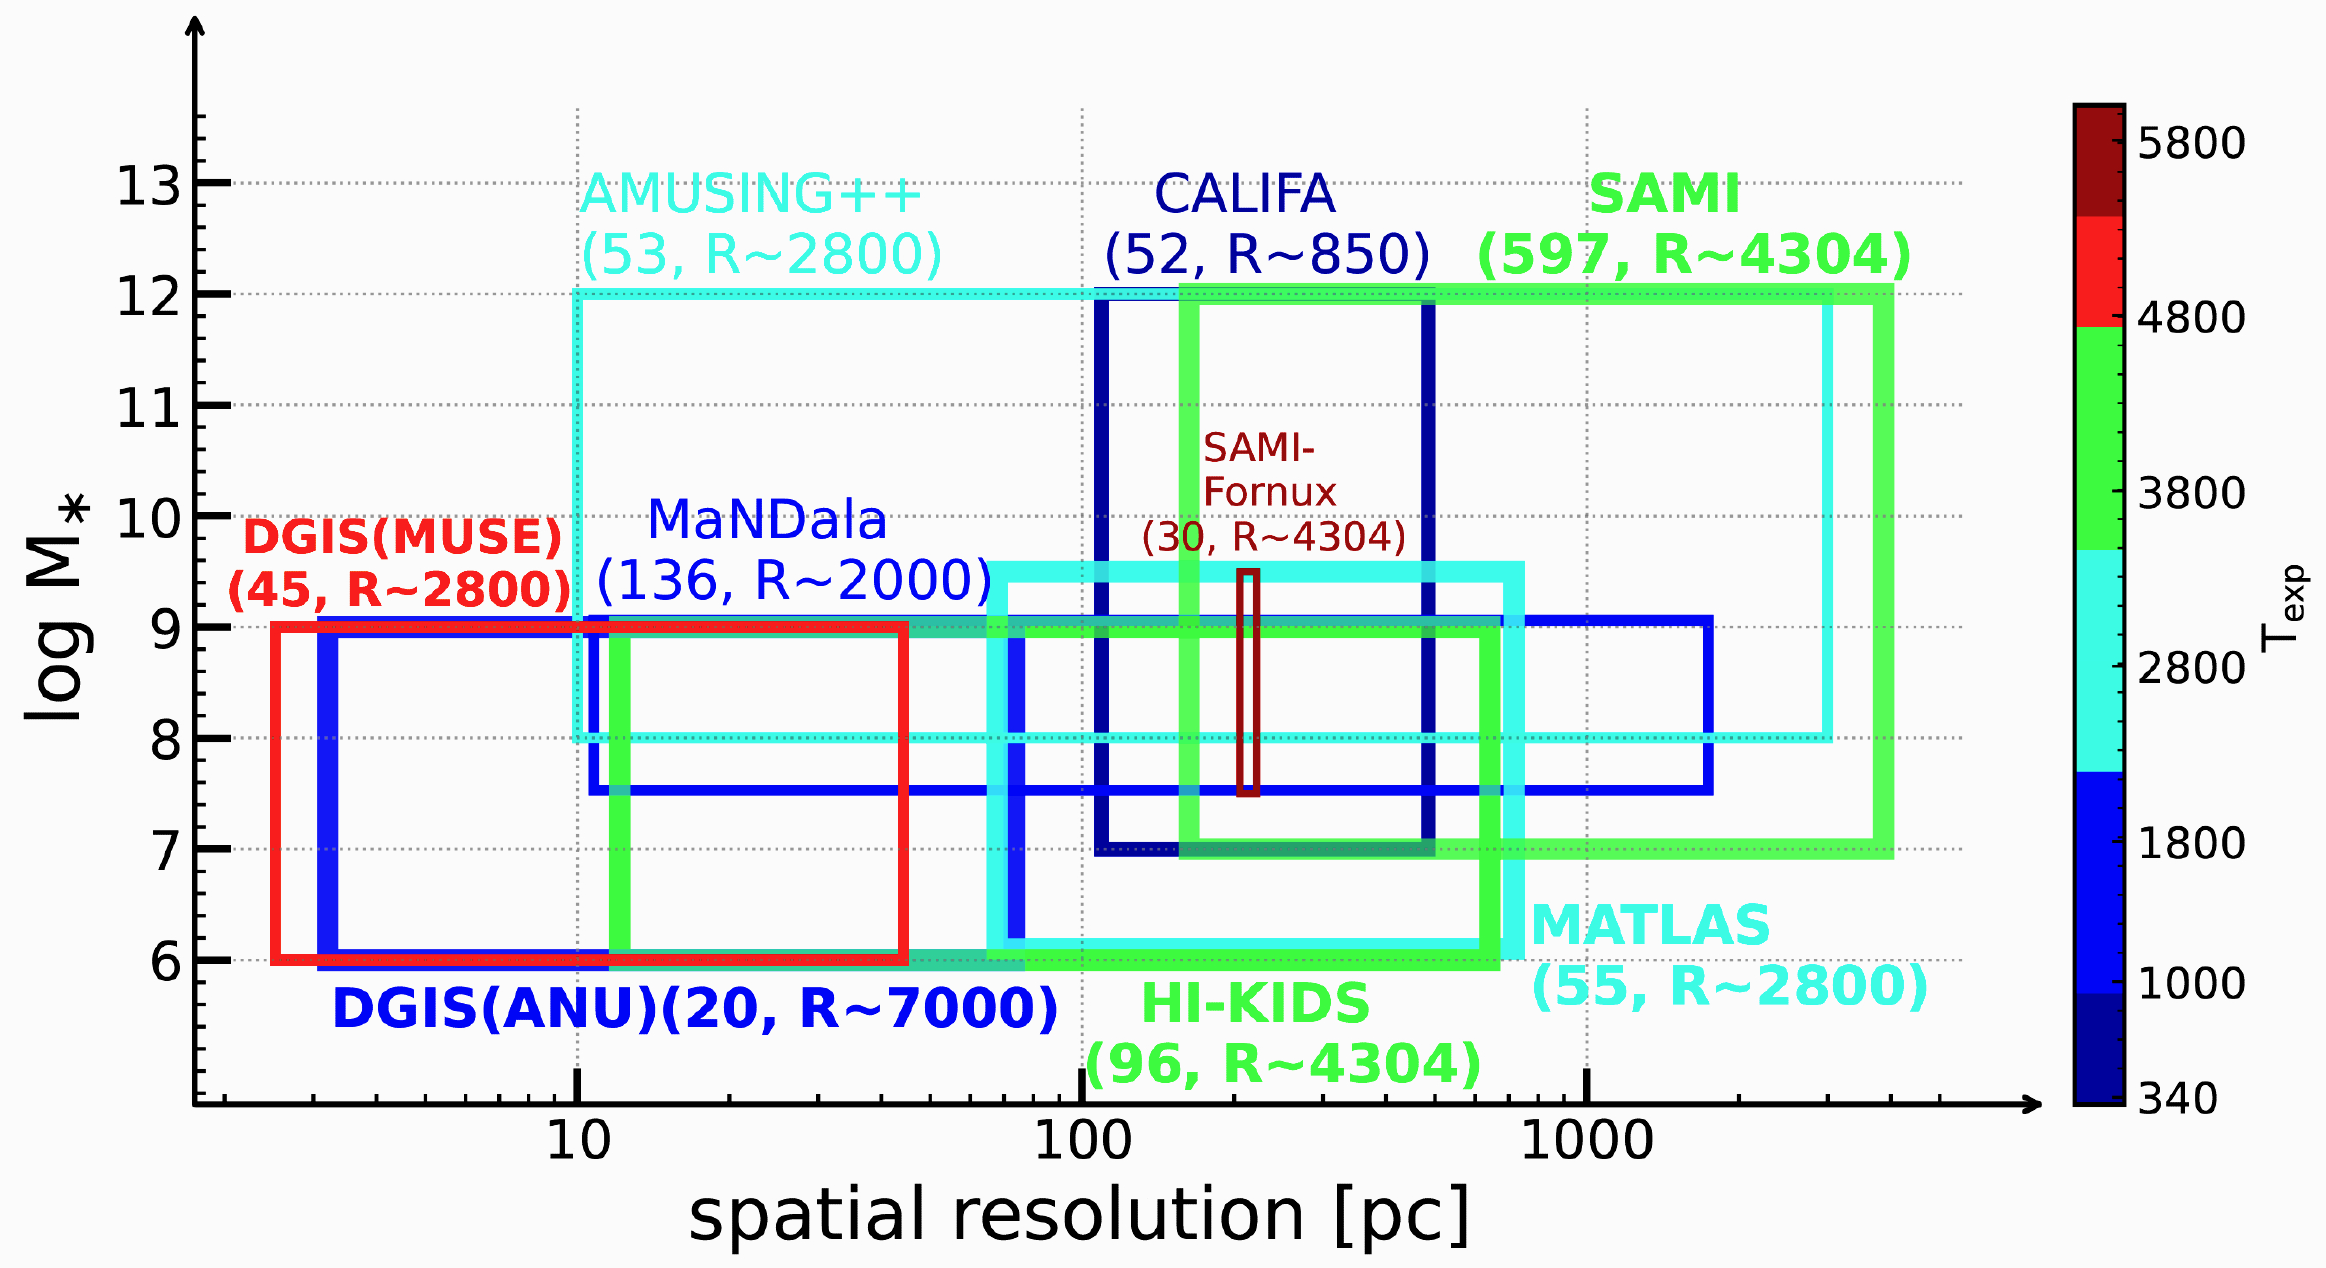 AMUSING++
(53, R~2800)
CALIFA
(52, R~850)
SAMI
(597, R~4304)
SAMI-
Fornux
(30, R~4304)
MaNDala
(136, R~2000)
DGIS(MUSE)
(45, R~2800)
DGIS(ANU)(20, R~7000)
HI-KIDS
(96, R~4304)
MATLAS
(55, R~2800)
13
12
11
10
9
8
7
6
log M*
10
100
1000
spatial resolution [pc]
5800
4800
3800
2800
1800
1000
340
Texp